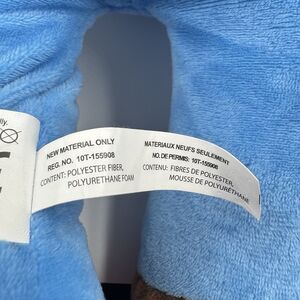 lly.
NEW MATERIAL ONLY
REG. NO. 10T-155908
CONTENT: POLYESTER FIBER,
POLYURETHANE FOAM
MATERIAUX NEUFS SEULEMENT
NO. DE PERMIS: 10T-155908
CONTENU: FIBRES DE POLYESTER,
MOUSSE DE POLYURÉTHANE